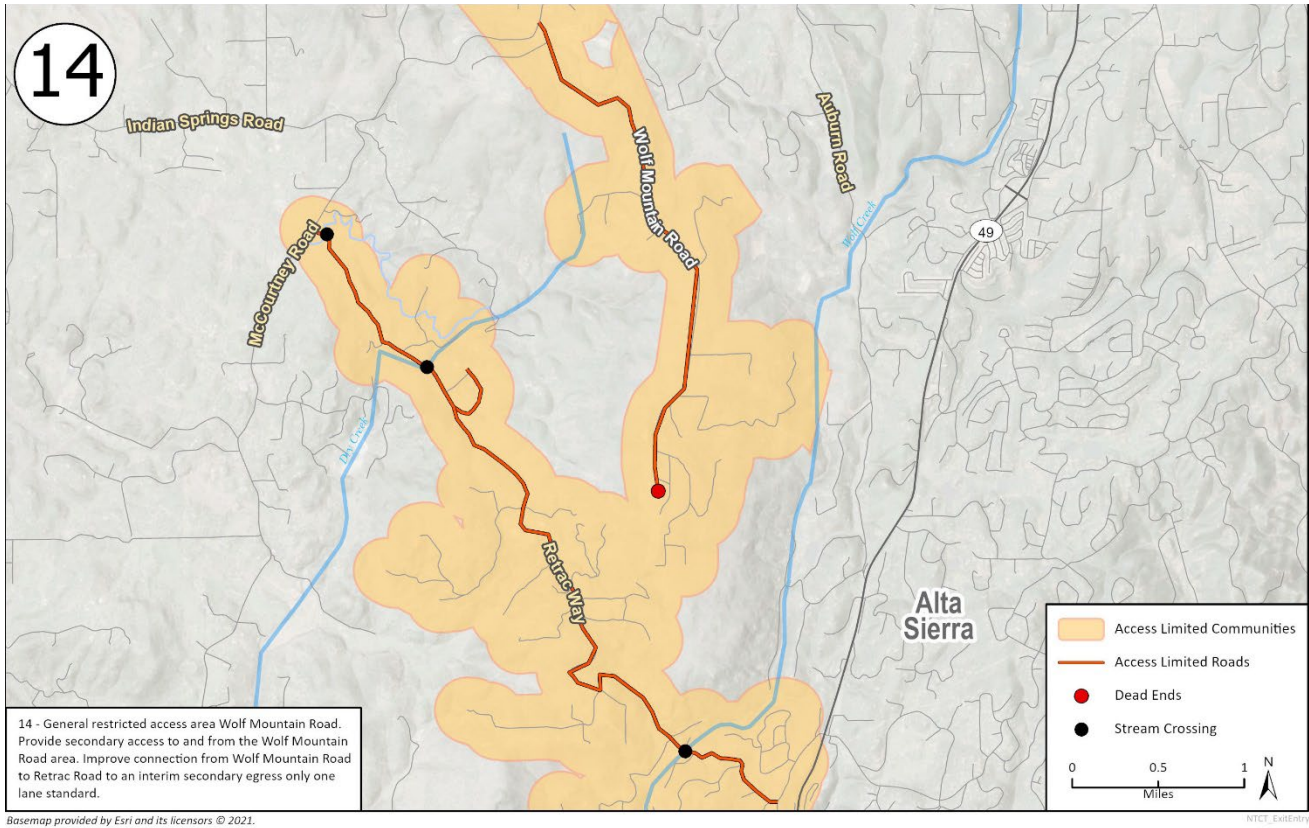 14
Indian Springs Road
Auburn Road
Wolf Mountain Road
McCourtney Road
Wolf Creek
49
Dry Creek
Retrac Way
Alta
Sierra
Access Limited Communities
Access Limited Roads
Dead Ends
Stream Crossing
0 0.5 1
Miles
N
14 - General restricted access area Wolf Mountain Road.
Provide secondary access to and from the Wolf Mountain
Road area. Improve connection from Wolf Mountain Road
to Retrac Road to an interim secondary egress only one
lane standard.
Basemap provided by Esri and its licensors © 2021.
NTCT_ExitEntry